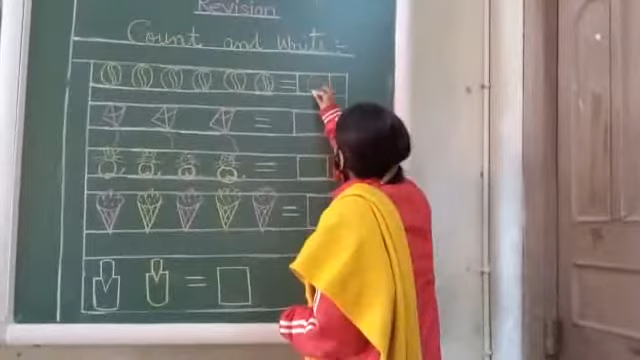 Revision
Count and Write :-
=
=
=
=
=